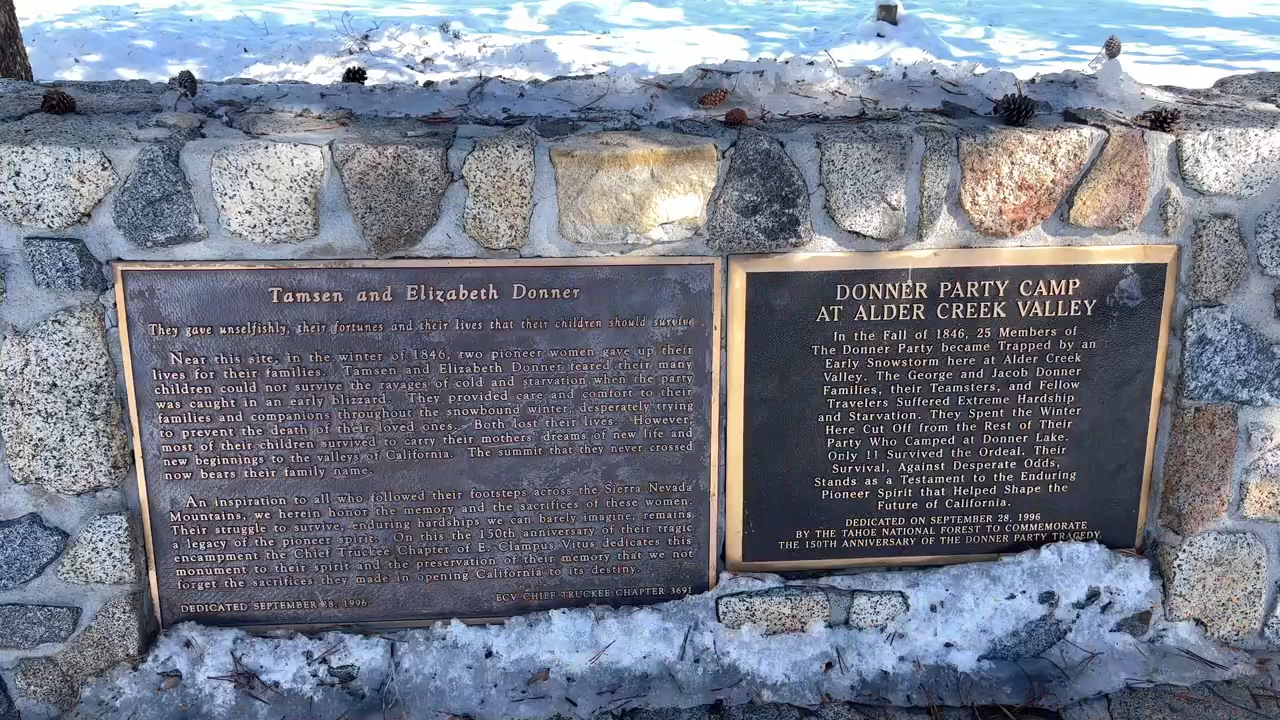 Tamsen and Elizabeth Donner
They gave unselfishly, their fortunes and their lives that their children should survive
Near this site, in the winter of 1846, two pioneer women gave up their
lives for their families. Tamsen and Elizabeth Donner feared their many
children could not survive the ravages of cold and starvation when the party
was caught in an early blizzard. They provided care and comfort to their
families and companions throughout the snowbound winter, desperately trying
to prevent the death of their loved ones. Both lost their lives. However,
most of their children survived to carry their mothers' dreams of new life and
new beginnings to the valleys of California. The summit that they never crossed
now bears their family name.
An inspiration to all who followed their footsteps across the Sierra Nevada
Mountains, we herein honor the memory and the sacrifices of these women.
Their struggle to survive, enduring hardships we can barely imagine, remains
a legacy of the pioneer spirit. On this the 150th anniversary of their tragic
encampment the Chief Truckee Chapter of E. Clampus Vitus dedicates this
monument to their spirit and the preservation of their memory that we not
forget the sacrifices they made in opening California to its destiny.
DEDICATED SEPTEMBER 28, 1996
ECV CHIEF TRUCKEE CHAPTER 3691
DONNER PARTY CAMP
AT ALDER CREEK VALLEY
In the Fall of 1846, 25 Members of
The Donner Party became Trapped by an
Early Snowstorm here at Alder Creek
Valley. The George and Jacob Donner
Families, their Teamsters, and Fellow
Travelers Suffered Extreme Hardship
and Starvation. They Spent the Winter
Here Cut Off from the Rest of Their
Party Who Camped at Donner Lake.
Only 11 Survived the Ordeal. Their
Survival, Against Desperate Odds,
Stands as a Testament to the Enduring
Pioneer Spirit that Helped Shape the
Future of California.
DEDICATED ON SEPTEMBER 28, 1996
BY THE TAHOE NATIONAL FOREST TO COMMEMORATE
THE 150TH ANNIVERSARY OF THE DONNER PARTY TRAGEDY.